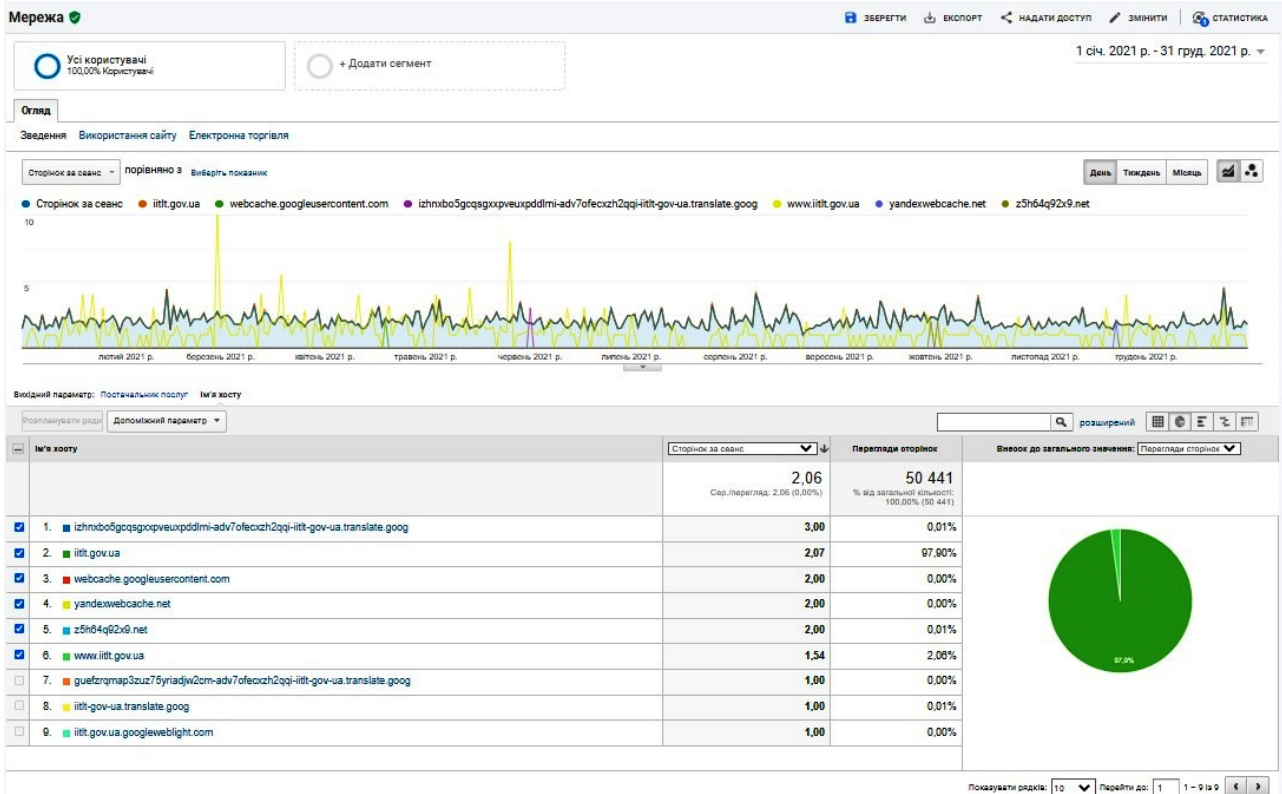 Мережа
ЗБЕРЕГТИ ЕКСПОРТ НАДАТИ ДОСТУП ЗМІНИТИ 1 СТАТИСТИКА
Усі користувачі
100,00% Користувачі
+ Додати сегмент
1 січ. 2021 р. - 31 груд. 2021 р.
Огляд
Зведення Використання сайту Електронна торгівля
Сторінок за сеанс порівняно з Виберіть показник
День Тиждень Місяць
Сторінок за сеанс iitlt.gov.ua webcache.googleusercontent.com izhnxbo5gcqsgxxpveuxpddlmi-adv7ofecxzh2qqi-iitlt-gov-ua.translate.goog www.iitlt.gov.ua yandexwebcache.net z5h64q92x9.net
10
5
лютий 2021 р. березень 2021 р. квітень 2021 р. травень 2021 р. червень 2021 р. липень 2021 р. серпень 2021 р. вересень 2021 р. жовтень 2021 р. листопад 2021 р. грудень 2021 р.
Вихідний параметр: Постачальник послуг Ім'я хосту
Розпланувати ряди Допоміжний параметр
розширений
Ім'я хосту Сторінок за сеанс Перегляди сторінок Внесок до загального значення: Перегляди сторінок
2,06 50 441
Сер./перегляд: 2,06 (0,00%) % від загальної кількості: 100,00% (50 441)
1. izhnxbo5gcqsgxxpveuxpddlmi-adv7ofecxzh2qqi-iitlt-gov-ua.translate.goog 3,00 0,01%
2. iitlt.gov.ua 2,07 97,90%
3. webcache.googleusercontent.com 2,00 0,00%
4. yandexwebcache.net 2,00 0,00%
5. z5h64q92x9.net 2,00 0,01%
6. www.iitlt.gov.ua 1,54 2,06%
7. guefzrqmap3zuz75yriadjw2cm-adv7ofecxzh2qqi-iitlt-gov-ua.translate.goog 1,00 0,00%
8. iitlt-gov-ua.translate.goog 1,00 0,01%
9. iitlt.gov.ua.googleweblight.com 1,00 0,00%
97,9%
Показувати рядків: 10 Перейти до: 1 1 – 9 із 9